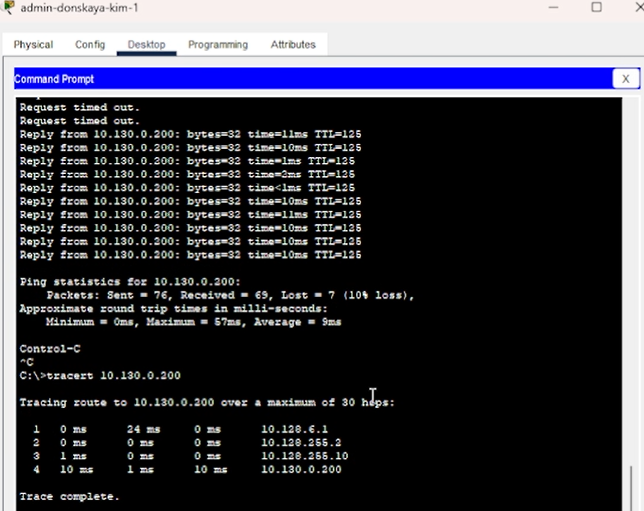 admin-donskaya-kim-1
Physical Config Desktop Programming Attributes
Command Prompt X
Request timed out.
Request timed out.
Reply from 10.130.0.200: bytes=32 time=11ms TTL=125
Reply from 10.130.0.200: bytes=32 time=10ms TTL=125
Reply from 10.130.0.200: bytes=32 time=1ms TTL=125
Reply from 10.130.0.200: bytes=32 time=2ms TTL=125
Reply from 10.130.0.200: bytes=32 time<1ms TTL=125
Reply from 10.130.0.200: bytes=32 time=10ms TTL=125
Reply from 10.130.0.200: bytes=32 time=11ms TTL=125
Reply from 10.130.0.200: bytes=32 time=10ms TTL=125
Reply from 10.130.0.200: bytes=32 time=10ms TTL=125
Reply from 10.130.0.200: bytes=32 time=10ms TTL=125
Ping statistics for 10.130.0.200:
Packets: Sent = 76, Received = 69, Lost = 7 (10% loss),
Approximate round trip times in milli-seconds:
Minimum = 0ms, Maximum = 57ms, Average = 9ms
Control-C
^C
C:\>tracert 10.130.0.200
Tracing route to 10.130.0.200 over a maximum of 30 hops:
1 0 ms 24 ms 0 ms 10.128.6.1
2 0 ms 0 ms 0 ms 10.128.255.2
3 1 ms 0 ms 0 ms 10.128.255.10
4 10 ms 1 ms 10 ms 10.130.0.200
Trace complete.